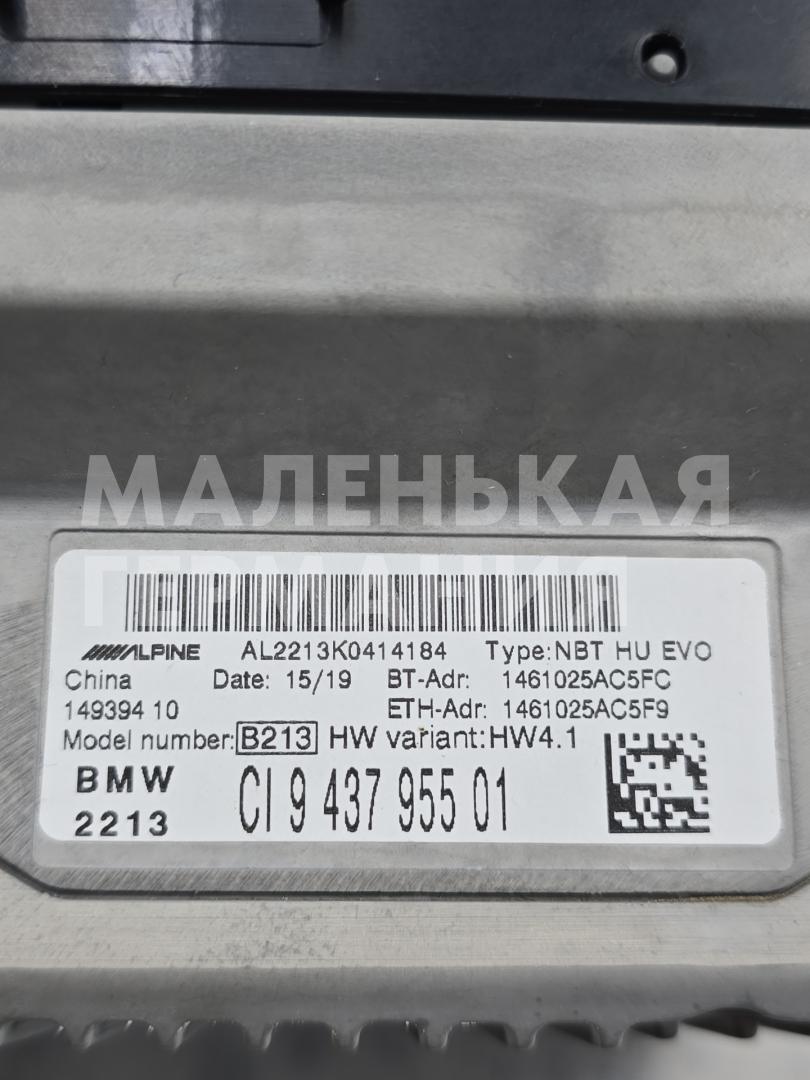 МАЛЕНЬКАЯ
ГЕРМАНИЯ
ALPINE AL2213K0414184 Type:NBT HU EVO
China Date: 15/19 BT-Adr: 1461025AC5FC
149394 10 ETH-Adr: 1461025AC5F9
Model number: B213 HW variant:HW4.1
BMW CI 9 437 955 01
2213